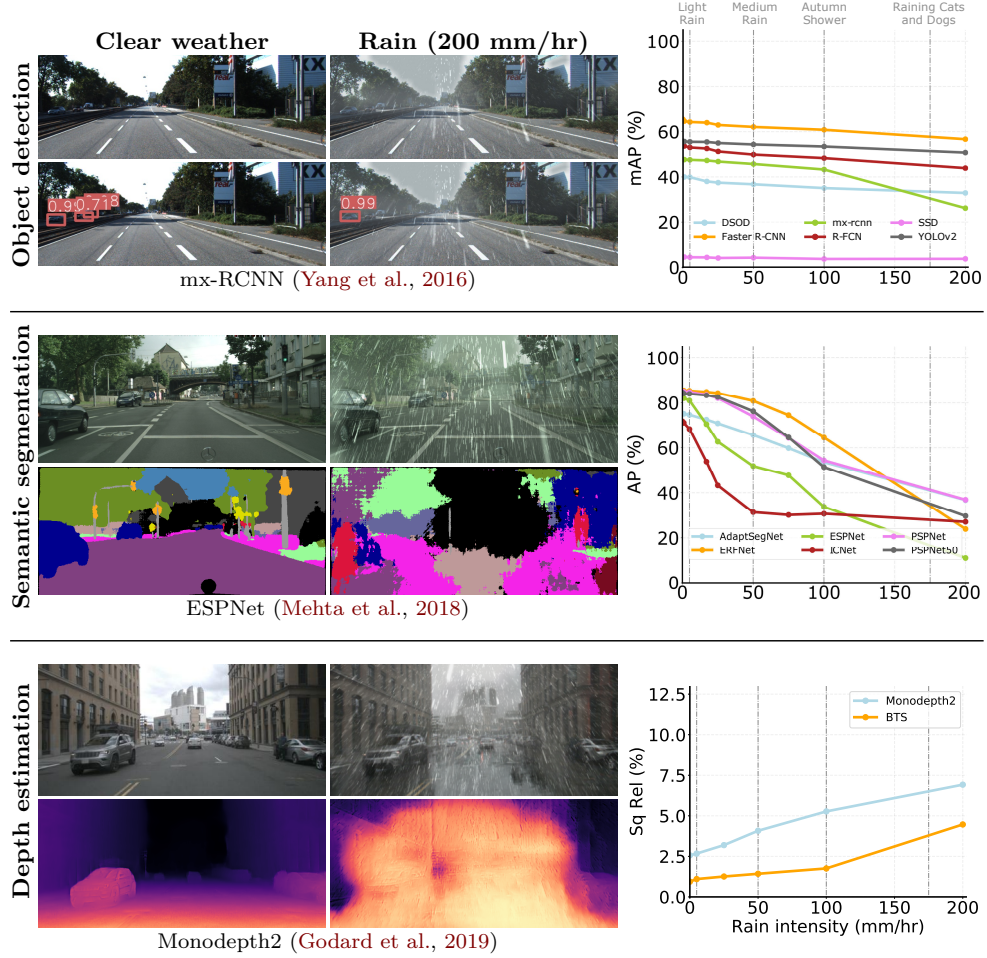 Clear weather
Rain (200 mm/hr)
Object detection
0.9
0.718
0.99
mx-RCNN (Yang et al., 2016)
Light Rain
Medium Rain
Autumn Shower
Raining Cats and Dogs
mAP (%)
100
80
60
40
20
0
DSOD
Faster R-CNN
mx-rcnn
R-FCN
SSD
YOLOv2
0 50 100 150 200
Semantic segmentation
ESPNet (Mehta et al., 2018)
AP (%)
100
80
60
40
20
0
AdaptSegNet
ERFNet
ESPNet
ICNet
PSPNet
PSPNet50
0 50 100 150 200
Depth estimation
Monodepth2 (Godard et al., 2019)
Sq Rel (%)
12.5
10.0
7.5
5.0
2.5
0.0
Monodepth2
BTS
0 50 100 150 200
Rain intensity (mm/hr)